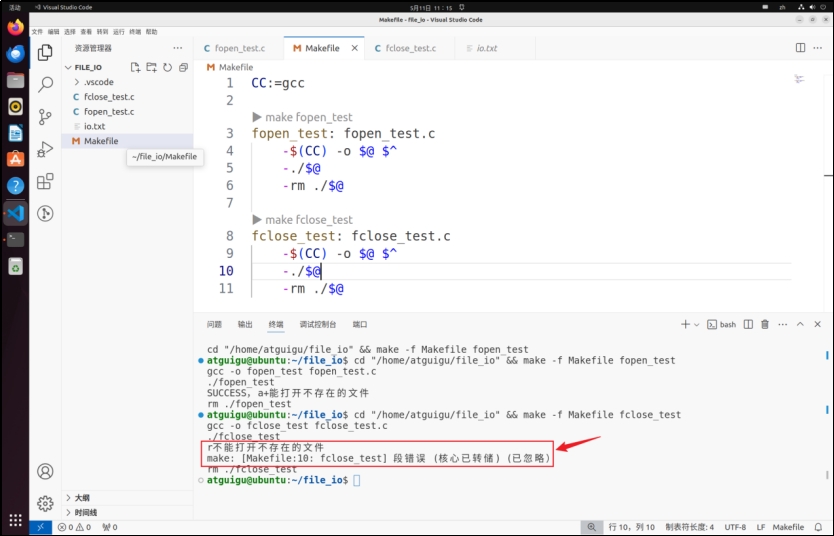 活动
Visual Studio Code
5月11日 11：15
zh
Makefile - file_io - Visual Studio Code
文件 编辑 选择 查看 转到 运行 终端 帮助
资源管理器
FILE_IO
.vscode
C fclose_test.c
C fopen_test.c
io.txt
M Makefile
~/file_io/Makefile
大纲
时间线
C fopen_test.c
M Makefile
C fclose_test.c
io.txt
M Makefile
1 CC:=gcc
2
make fopen_test
3 fopen_test: fopen_test.c
4 -$(CC) -o $@ $^
5 -./$@
6 -rm ./$@
7
make fclose_test
8 fclose_test: fclose_test.c
9 -$(CC) -o $@ $^
10 -./$@
11 -rm ./$@
问题 输出 终端 调试控制台 端口
bash
cd "/home/atguigu/file_io" && make -f Makefile fopen_test
atguigu@ubuntu:~/file_io$ cd "/home/atguigu/file_io" && make -f Makefile fopen_test
gcc -o fopen_test fopen_test.c
./fopen_test
SUCCESS，a+能打开不存在的文件
rm ./fopen_test
atguigu@ubuntu:~/file_io$ cd "/home/atguigu/file_io" && make -f Makefile fclose_test
gcc -o fclose_test fclose_test.c
./fclose_test
r不能打开不存在的文件
make: [Makefile:10: fclose_test] 段错误 (核心已转储) (已忽略)
rm ./fclose_test
atguigu@ubuntu:~/file_io$
0 0 0
行 10，列 10 制表符长度: 4 UTF-8 LF Makefile